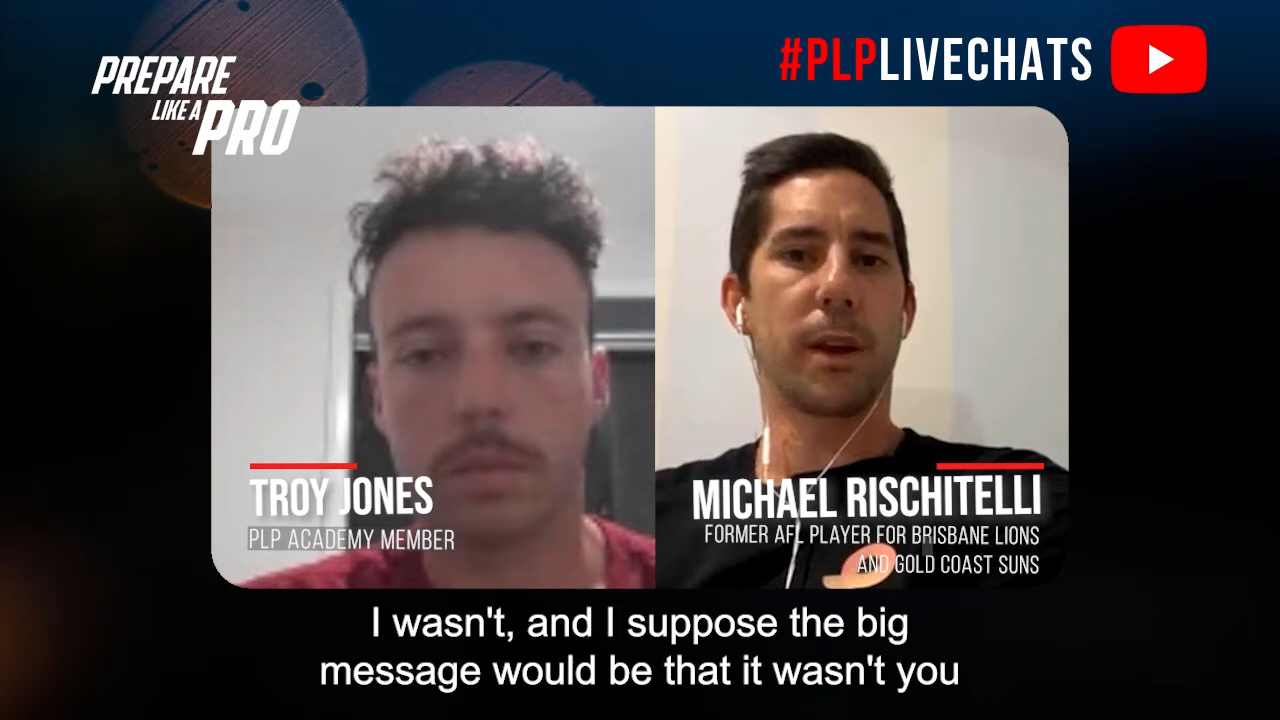 PREPARE
LIKE A
PRO
#PLPLIVECHATS
TROY JONES
PLP ACADEMY MEMBER
MICHAEL RISCHITELLI
FORMER AFL PLAYER FOR BRISBANE LIONS
AND GOLD COAST SUNS
I wasn't, and I suppose the big
message would be that it wasn't you